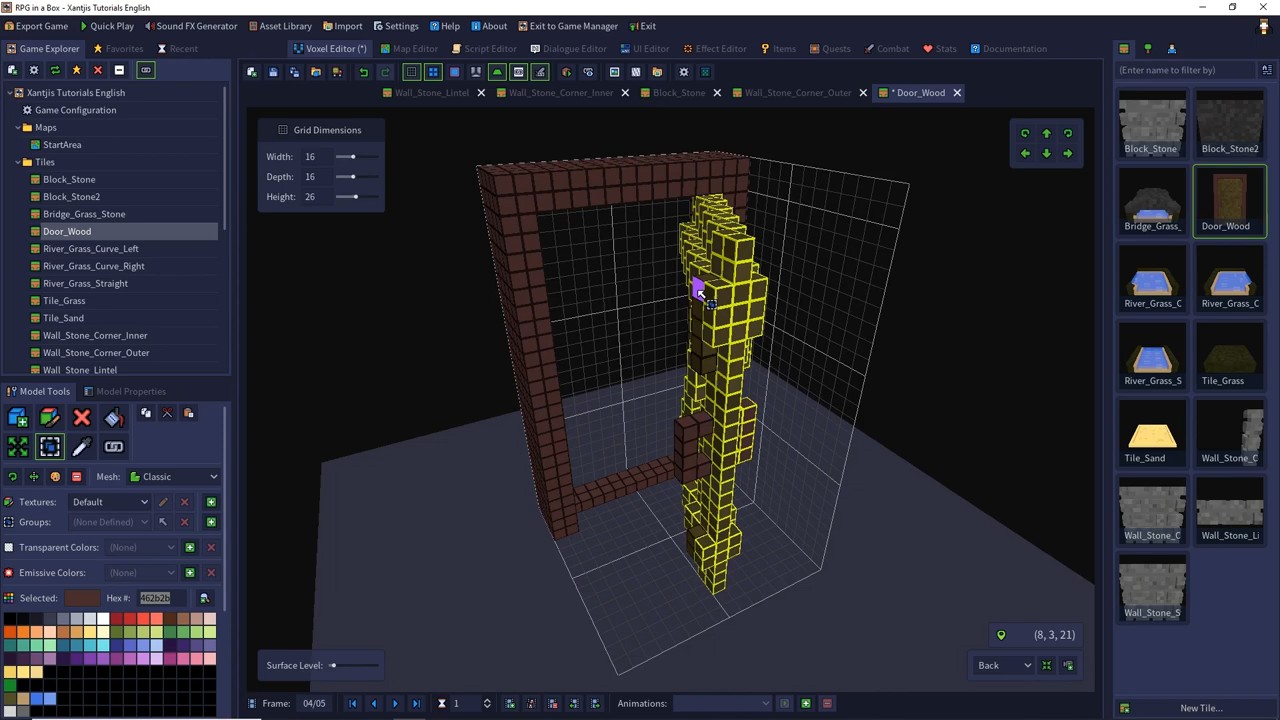 RPG in a Box - Xantjis Tutorials English
Export Game
Quick Play
Sound FX Generator
Asset Library
Import
Settings
Help
About
Exit to Game Manager
Exit
Game Explorer
Favorites
Recent
Voxel Editor (*)
Map Editor
Script Editor
Dialogue Editor
UI Editor
Effect Editor
Items
Quests
Combat
Stats
Documentation
(Enter name to filter by)
Wall_Stone_Lintel
Wall_Stone_Corner_Inner
Block_Stone
Wall_Stone_Corner_Outer
* Door_Wood
Xantjis Tutorials English
Game Configuration
Maps
StartArea
Tiles
Block_Stone
Block_Stone2
Bridge_Grass_Stone
Door_Wood
River_Grass_Curve_Left
River_Grass_Curve_Right
River_Grass_Straight
Tile_Grass
Tile_Sand
Wall_Stone_Corner_Inner
Wall_Stone_Corner_Outer
Wall_Stone_Lintel
Grid Dimensions
Width: 16
Depth: 16
Height: 26
Model Tools
Model Properties
Mesh: Classic
Textures: Default
Groups: (None Defined)
Transparent Colors: (None)
Emissive Colors: (None)
Selected:
Hex #: 462b2b
Surface Level:
(8, 3, 21)
Back
Frame: 04/05
1
Animations:
Block_Stone
Block_Stone2
Bridge_Grass_
Door_Wood
River_Grass_C
River_Grass_C
River_Grass_S
Tile_Grass
Tile_Sand
Wall_Stone_C
Wall_Stone_C
Wall_Stone_Li
Wall_Stone_S
New Tile...